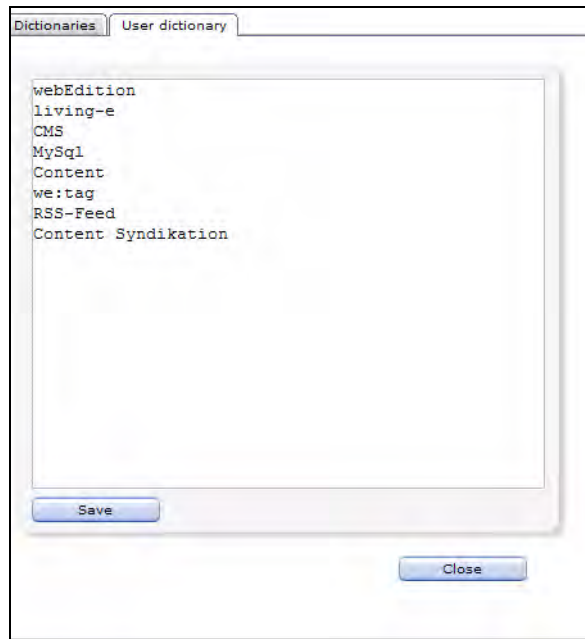 Dictionaries
User dictionary
webEdition
living-e
CMS
MySql
Content
we:tag
RSS-Feed
Content Syndikation
Save
Close